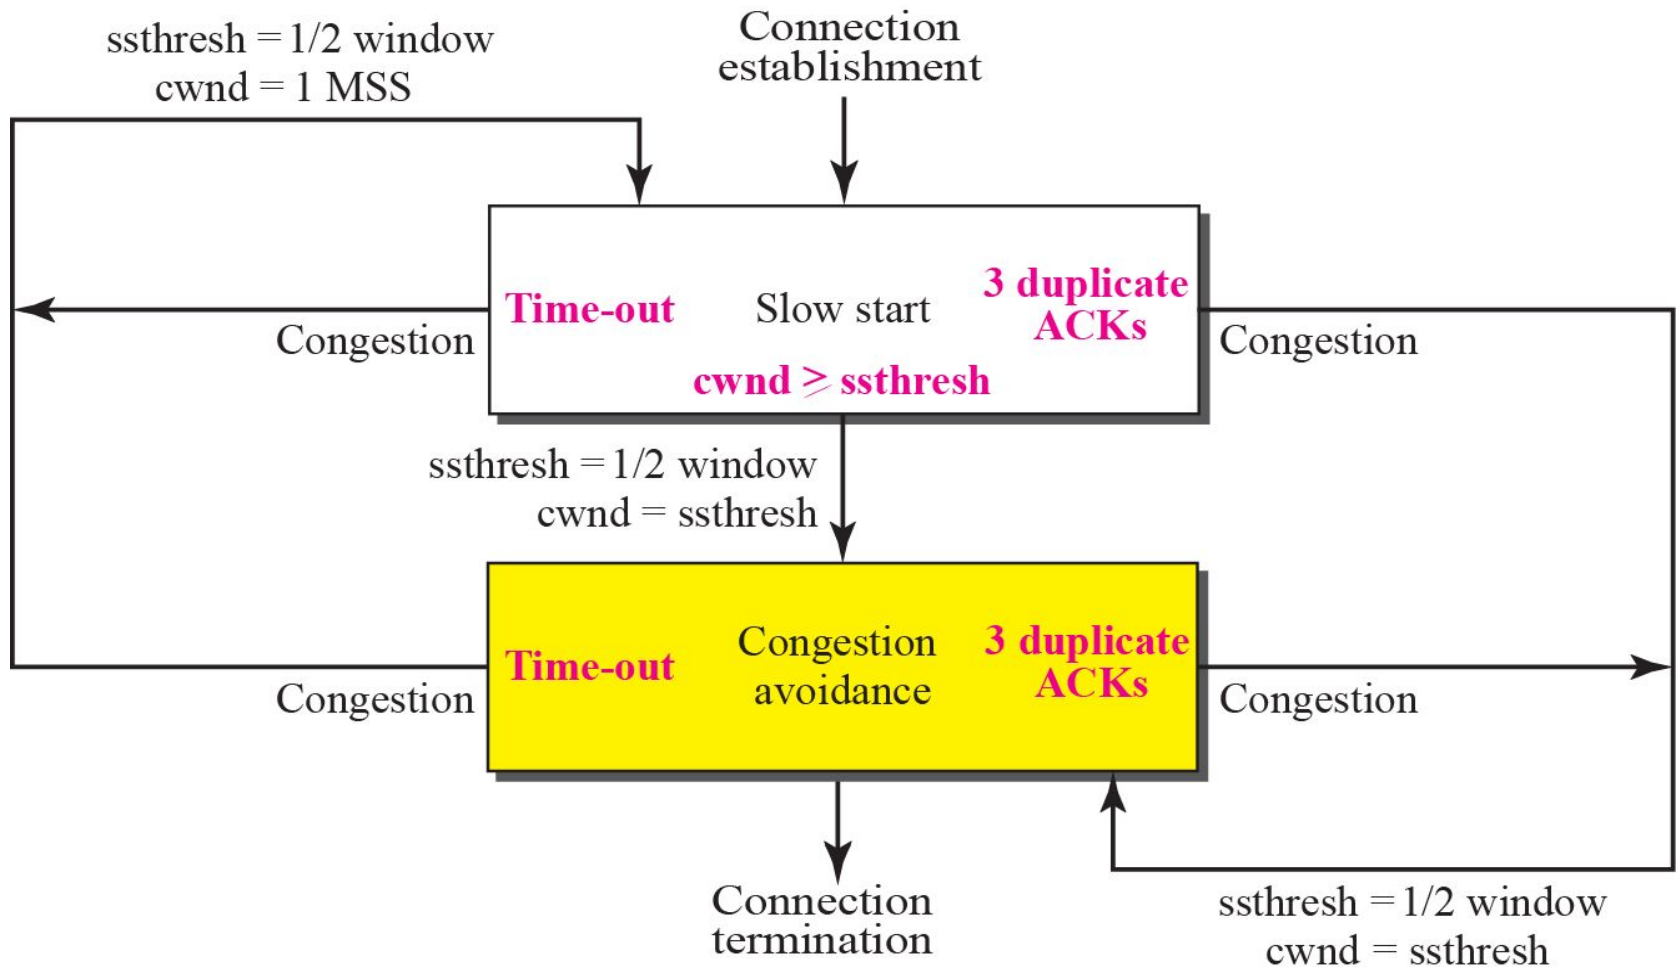 ssthresh = 1/2 window
cwnd = 1 MSS
Connection
establishment
Time-out
Slow start
3 duplicate
ACKs
cwnd ≥ ssthresh
Congestion
Congestion
ssthresh = 1/2 window
cwnd = ssthresh
Time-out
Congestion
avoidance
3 duplicate
ACKs
Congestion
Congestion
Connection
termination
ssthresh = 1/2 window
cwnd = ssthresh